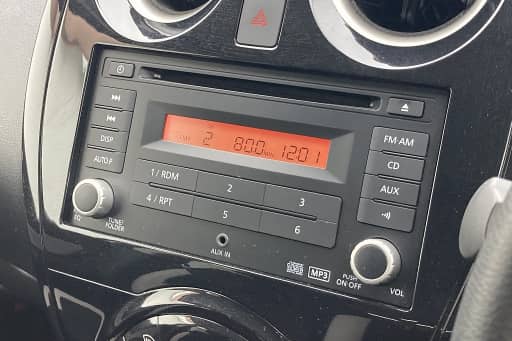 2 80.0 12:01
DISP
AUTO P
FM·AM
CD
AUX
1 / RDM
2
3
4 / RPT
5
6
EQ
TUNE/
FOLDER
AUX IN
MP3
PUSH
ON OFF
VOL